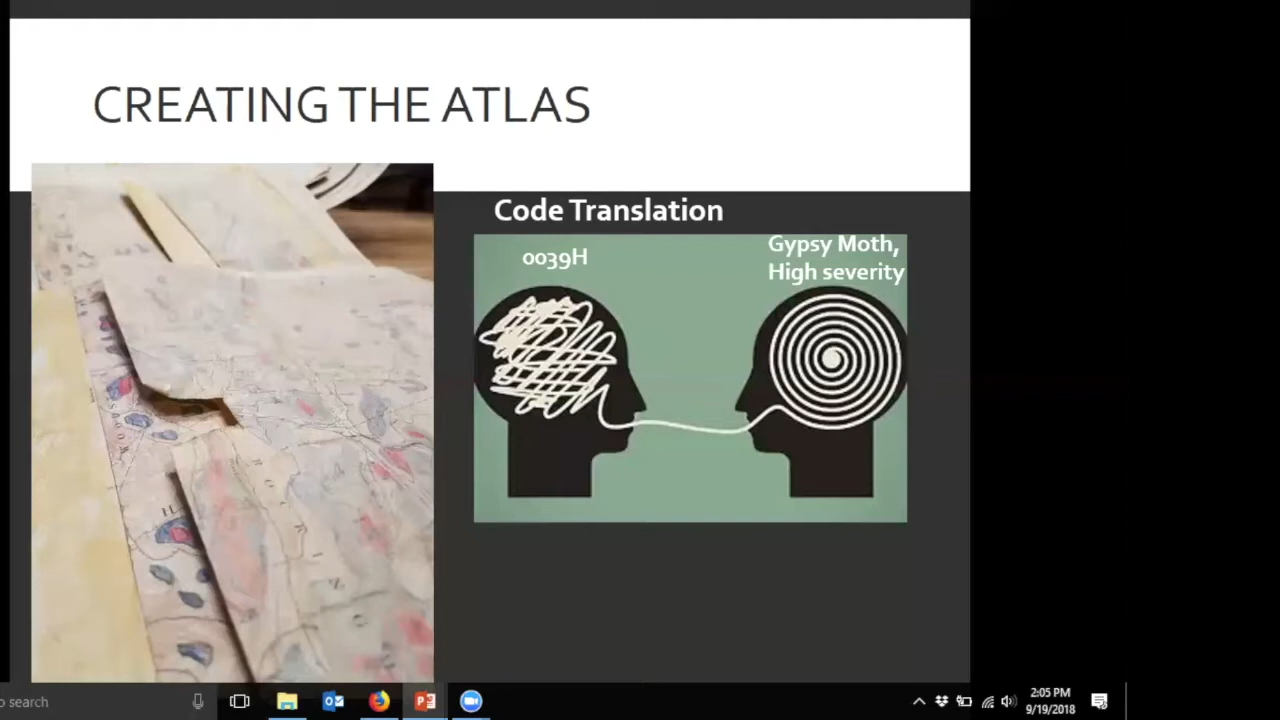 CREATING THE ATLAS
Code Translation
0039H
Gypsy Moth,
High severity
search
2:05 PM
9/19/2018